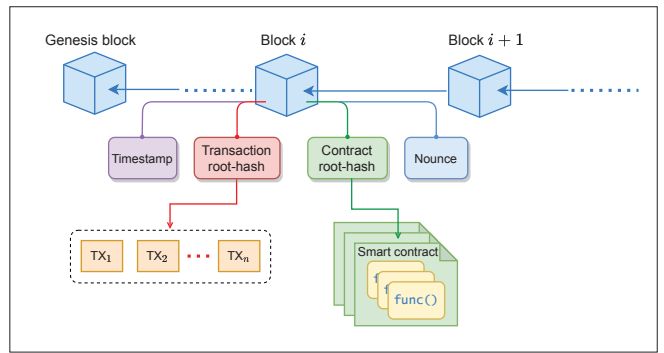 Genesis block
Block i
Block i + 1
Timestamp
Transaction
root-hash
Contract
root-hash
Nounce
TX1
TX2
TXn
Smart contract
f
f
func()